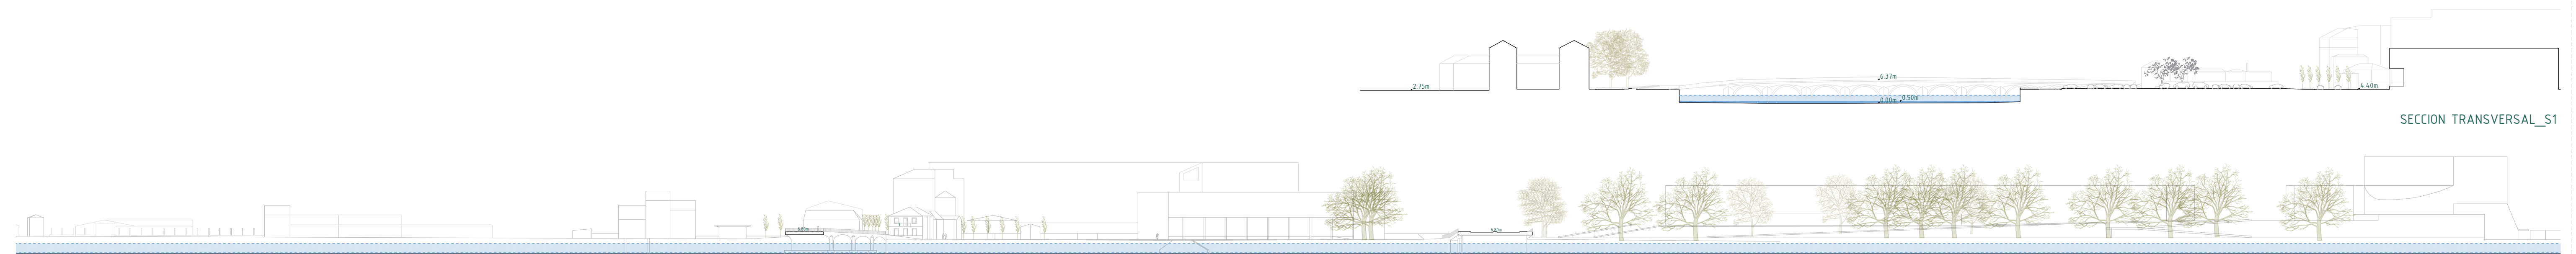 6.37m
2.75m
4.40m
0.00m
0.50m
SECCION TRANSVERSAL_S1